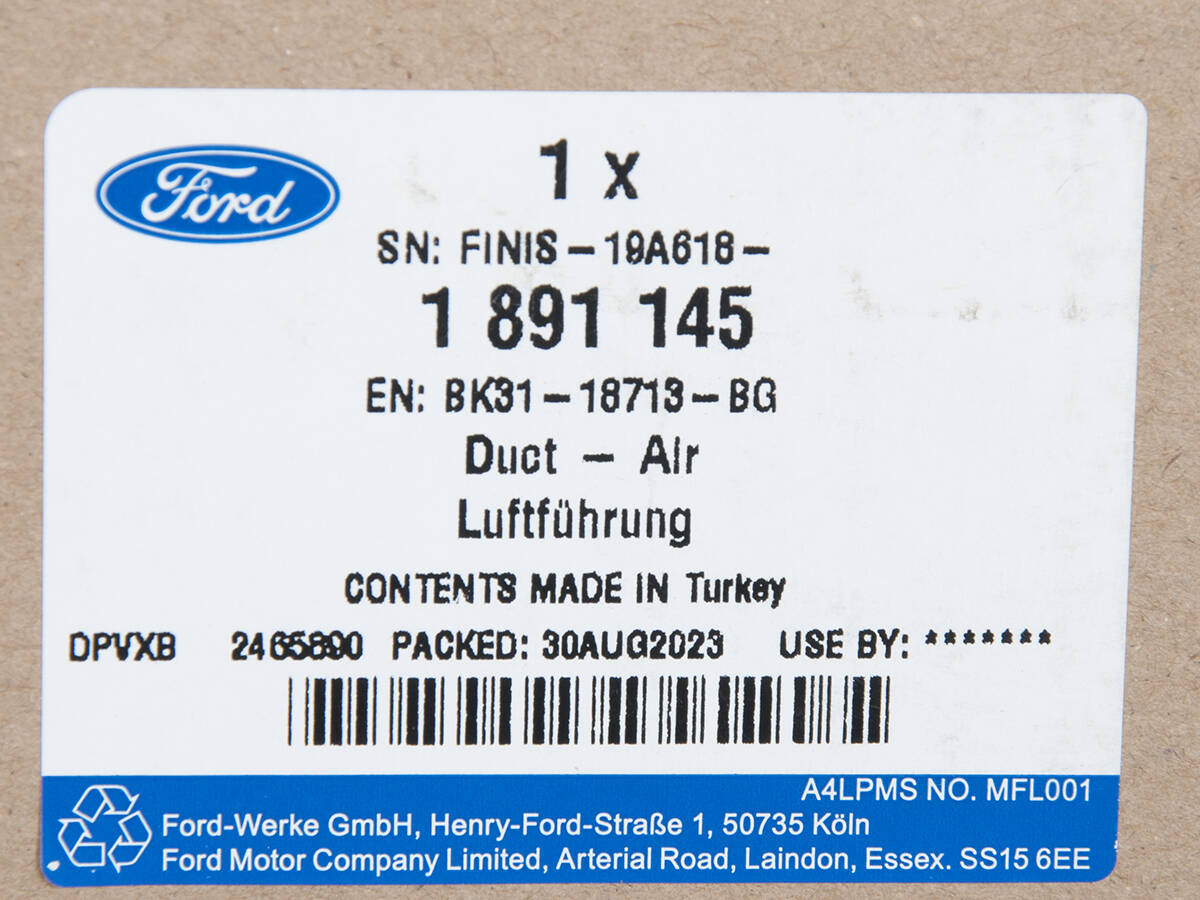 Ford
1 x
SN: FINIS-19A618-
1 891 145
EN: BK31-18713-BG
Duct - Air
Luftführung
CONTENTS MADE IN Turkey
DPVXB 2465890 PACKED: 30AUG2023 USE BY: *******
A4LPMS NO. MFL001
Ford-Werke GmbH, Henry-Ford-Straße 1, 50735 Köln
Ford Motor Company Limited, Arterial Road, Laindon, Essex. SS15 6EE